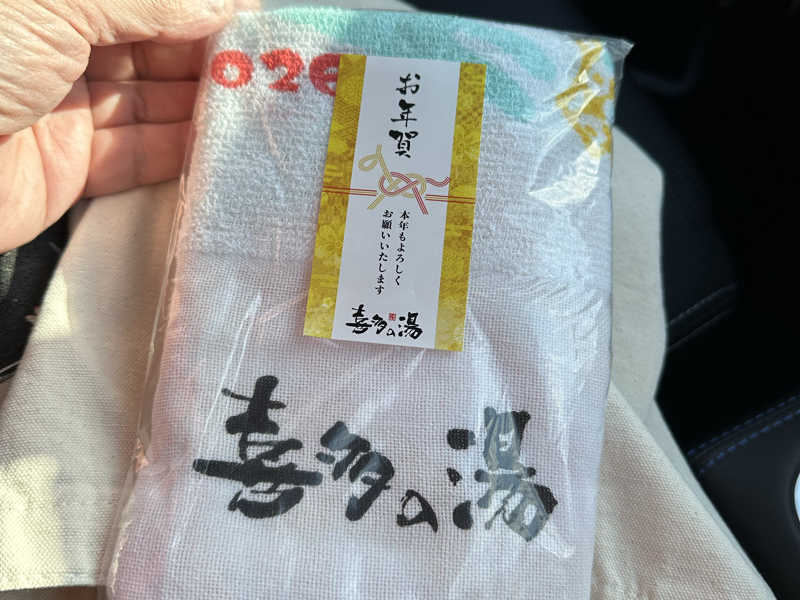 026
お年賀
本年もよろしく
お願いいたします
喜多の湯
喜多の湯